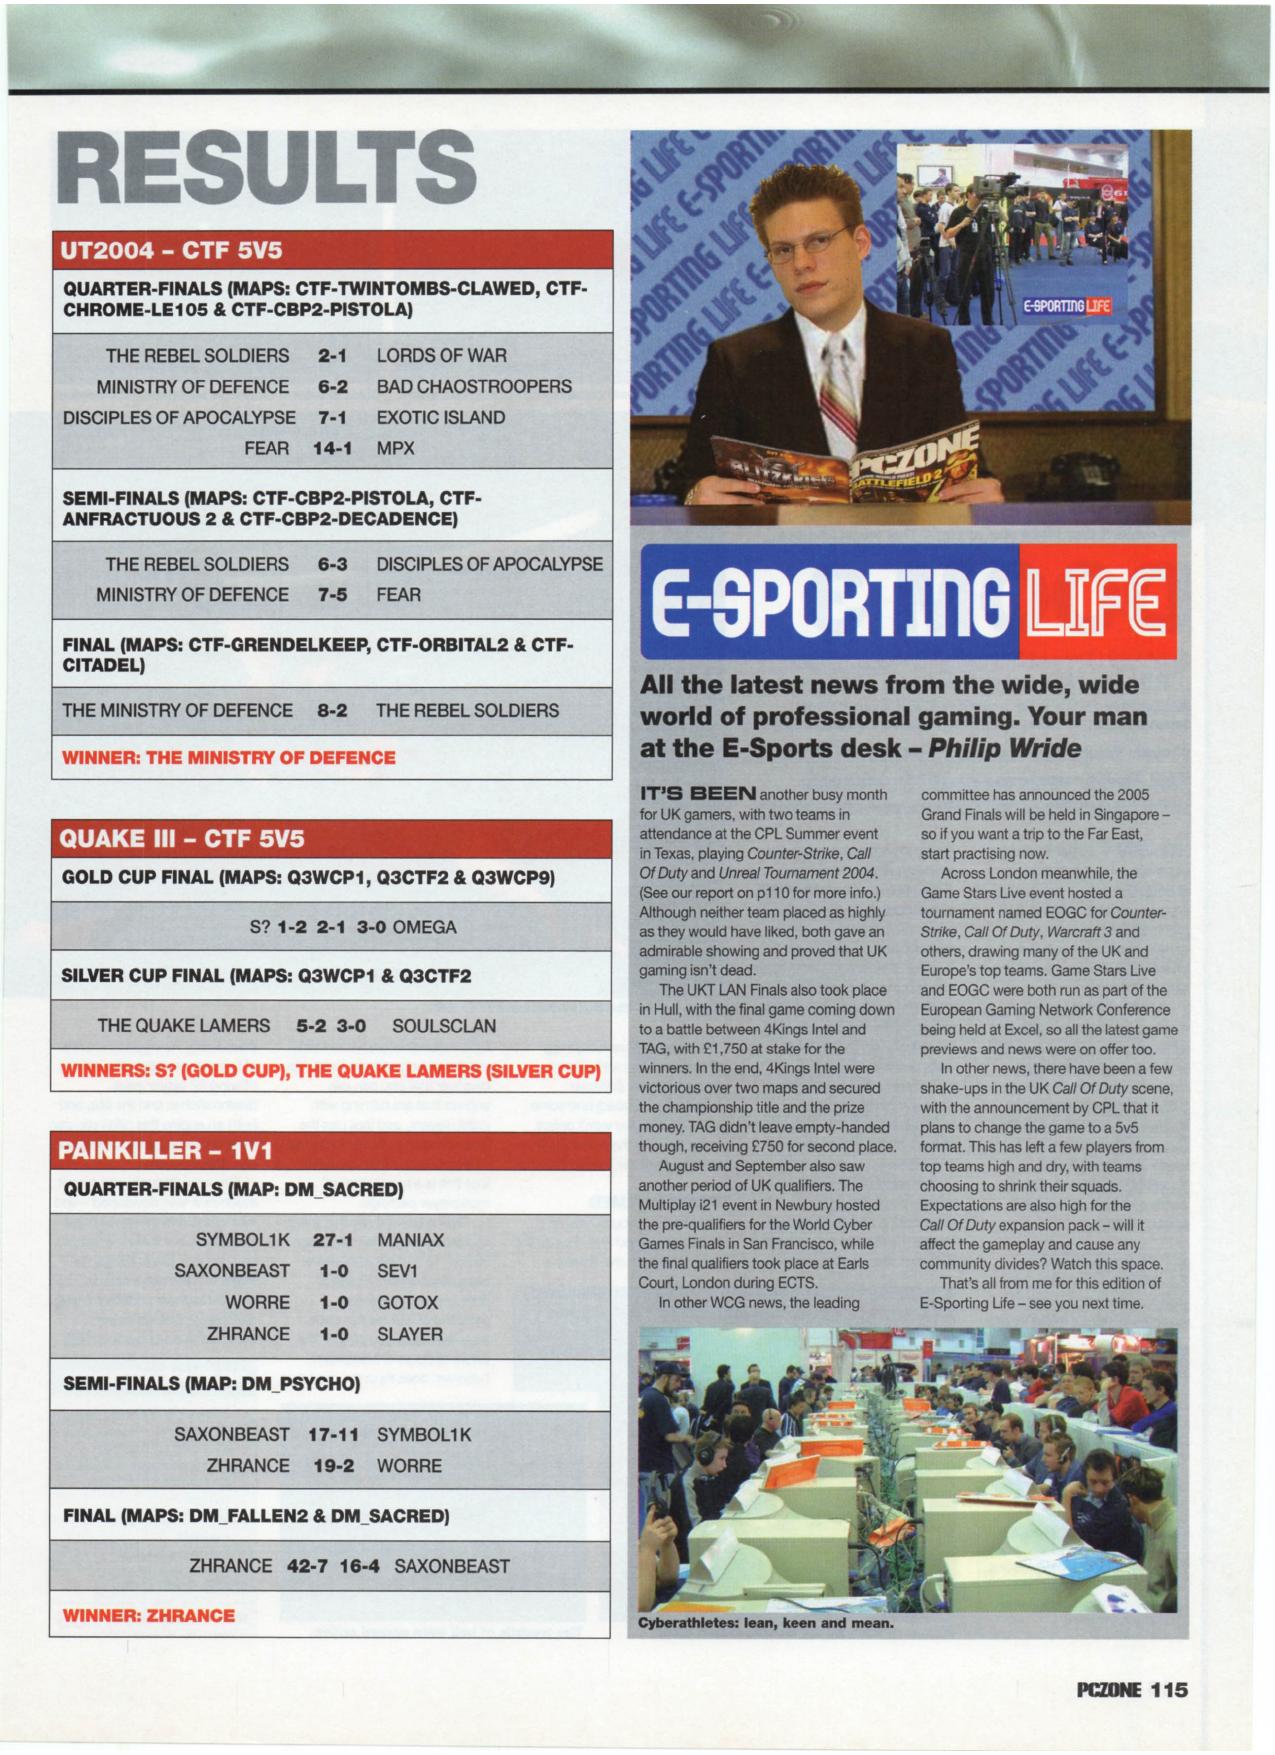 RESULTS
UT2004 – CTF 5V5
QUARTER-FINALS (MAPS: CTF-TWINTOMBS-CLAWED, CTF-
CHROME-LE105 & CTF-CBP2-PISTOLA)
THE REBEL SOLDIERS 2-1 LORDS OF WAR
MINISTRY OF DEFENCE 6-2 BAD CHAOSTROOPERS
DISCIPLES OF APOCALYPSE 7-1 EXOTIC ISLAND
FEAR 14-1 MPX
SEMI-FINALS (MAPS: CTF-CBP2-PISTOLA, CTF-
ANFRACTUOUS 2 & CTF-CBP2-DECADENCE)
THE REBEL SOLDIERS 6-3 DISCIPLES OF APOCALYPSE
MINISTRY OF DEFENCE 7-5 FEAR
FINAL (MAPS: CTF-GRENDELKEEP, CTF-ORBITAL2 & CTF-
CITADEL)
THE MINISTRY OF DEFENCE 8-2 THE REBEL SOLDIERS
WINNER: THE MINISTRY OF DEFENCE
QUAKE III – CTF 5V5
GOLD CUP FINAL (MAPS: Q3WCP1, Q3CTF2 & Q3WCP9)
S? 1-2 2-1 3-0 OMEGA
SILVER CUP FINAL (MAPS: Q3WCP1 & Q3CTF2
THE QUAKE LAMERS 5-2 3-0 SOULSCLAN
WINNERS: S? (GOLD CUP), THE QUAKE LAMERS (SILVER CUP)
PAINKILLER – 1V1
QUARTER-FINALS (MAP: DM_SACRED)
SYMBOL1K 27-1 MANIAX
SAXONBEAST 1-0 SEV1
WORRE 1-0 GOTOX
ZHRANCE 1-0 SLAYER
SEMI-FINALS (MAP: DM_PSYCHO)
SAXONBEAST 17-11 SYMBOL1K
ZHRANCE 19-2 WORRE
FINAL (MAPS: DM_FALLEN2 & DM_SACRED)
ZHRANCE 42-7 16-4 SAXONBEAST
WINNER: ZHRANCE
E-SPORTING LIFE
BLITZKRIEG
PCZONE
BATTLEFIELD 2
E-SPORTING LIFE
All the latest news from the wide, wide
world of professional gaming. Your man
at the E-Sports desk – Philip Wride
IT'S BEEN another busy month
for UK gamers, with two teams in
attendance at the CPL Summer event
in Texas, playing Counter-Strike, Call
Of Duty and Unreal Tournament 2004.
(See our report on p110 for more info.)
Although neither team placed as highly
as they would have liked, both gave an
admirable showing and proved that UK
gaming isn't dead.
The UKT LAN Finals also took place
in Hull, with the final game coming down
to a battle between 4Kings Intel and
TAG, with £1,750 at stake for the
winners. In the end, 4Kings Intel were
victorious over two maps and secured
the championship title and the prize
money. TAG didn't leave empty-handed
though, receiving £750 for second place.
August and September also saw
another period of UK qualifiers. The
Multiplay i21 event in Newbury hosted
the pre-qualifiers for the World Cyber
Games Finals in San Francisco, while
the final qualifiers took place at Earls
Court, London during ECTS.
In other WCG news, the leading
committee has announced the 2005
Grand Finals will be held in Singapore –
so if you want a trip to the Far East,
start practising now.
Across London meanwhile, the
Game Stars Live event hosted a
tournament named EOGC for Counter-
Strike, Call Of Duty, Warcraft 3 and
others, drawing many of the UK and
Europe's top teams. Game Stars Live
and EOGC were both run as part of the
European Gaming Network Conference
being held at Excel, so all the latest game
previews and news were on offer too.
In other news, there have been a few
shake-ups in the UK Call Of Duty scene,
with the announcement by CPL that it
plans to change the game to a 5v5
format. This has left a few players from
top teams high and dry, with teams
choosing to shrink their squads.
Expectations are also high for the
Call Of Duty expansion pack – will it
affect the gameplay and cause any
community divides? Watch this space.
That's all from me for this edition of
E-Sporting Life – see you next time.
Cyberathletes: lean, keen and mean.
PCZONE 115